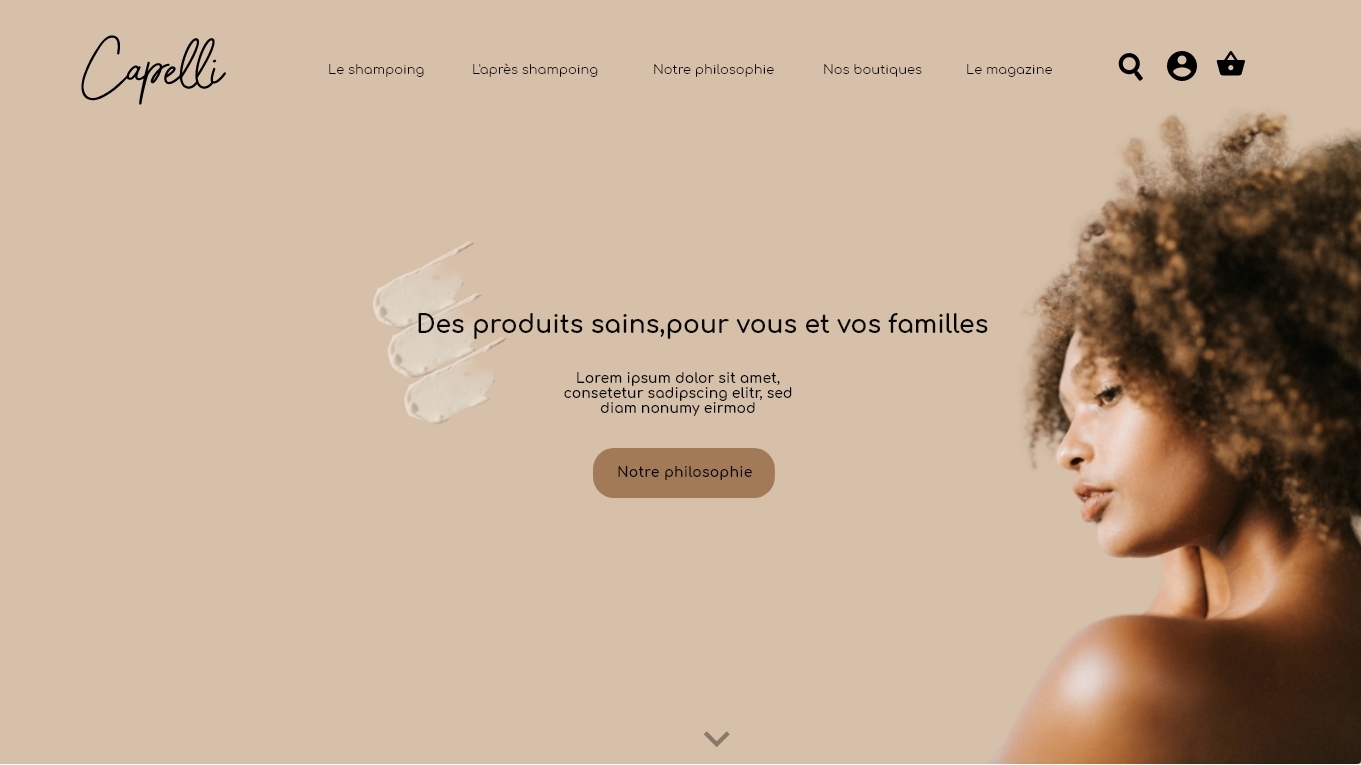 Capelli
Le shampoing
L'après shampoing
Notre philosophie
Nos boutiques
Le magazine
Des produits sains,pour vous et vos familles
Lorem ipsum dolor sit amet,
consetetur sadipscing elitr, sed
diam nonumy eirmod
Notre philosophie